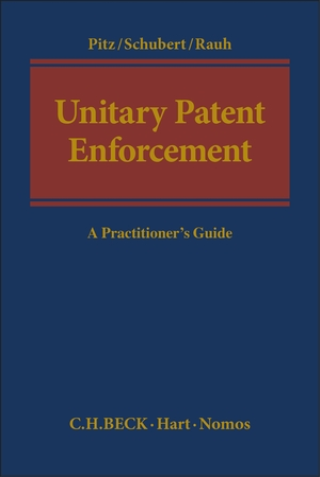 Pitz/Schubert/Rauh
Unitary Patent
Enforcement
A Practitioner's Guide
C.H.BECK · Hart · Nomos